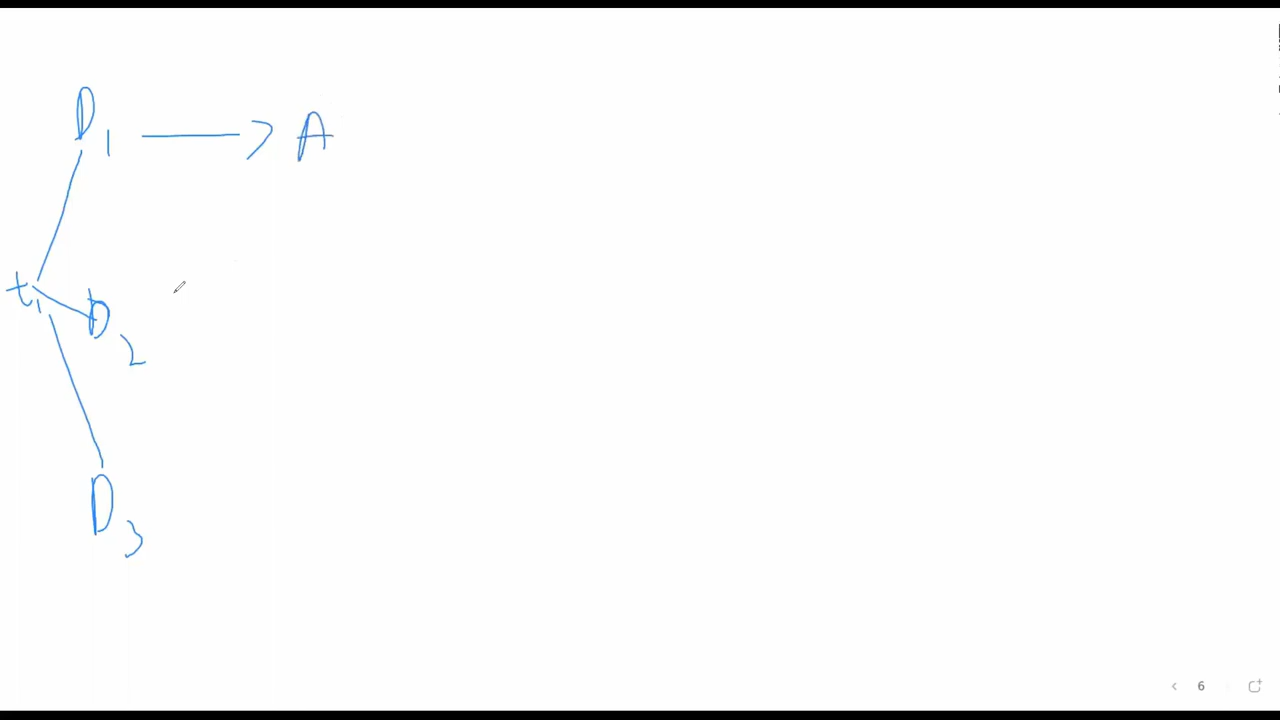 D₁ → A
t₁
D₂
D₃
6